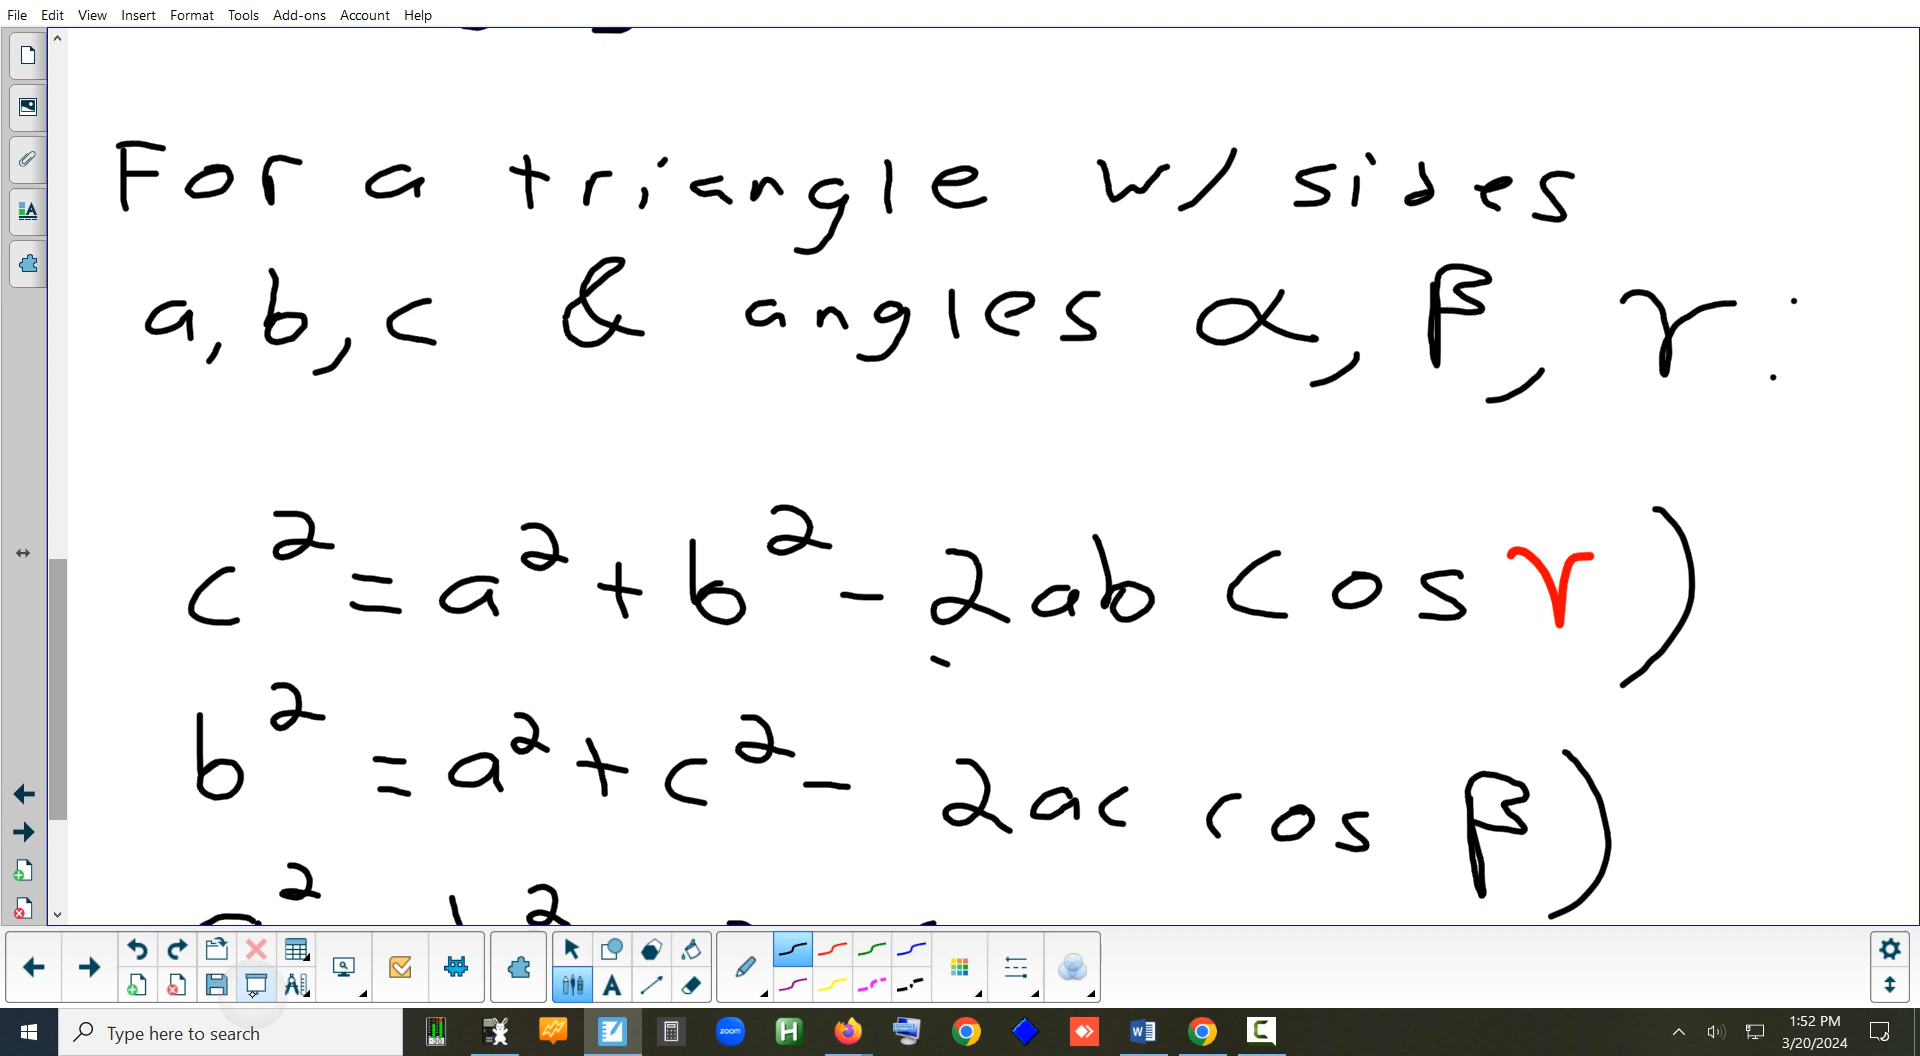 File Edit View Insert Format Tools Add-ons Account Help
For a triangle w/ sides
a, b, c & angles α, β, γ :
c² = a² + b² - 2ab cos γ)
b² = a² + c² - 2ac cos β)
Type here to search
zoom
1:52 PM
3/20/2024